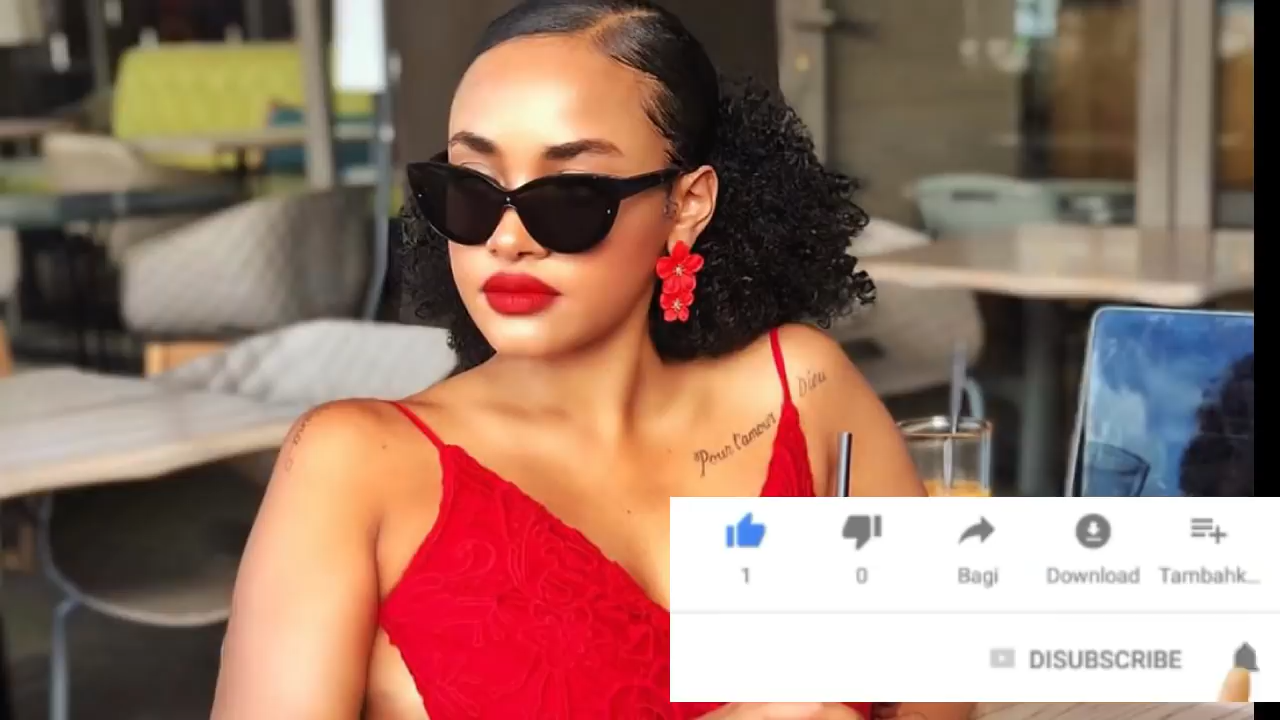 Dieu
"Pour l'amour
1
0
Bagi
Download
Tambahk...
DISUBSCRIBE